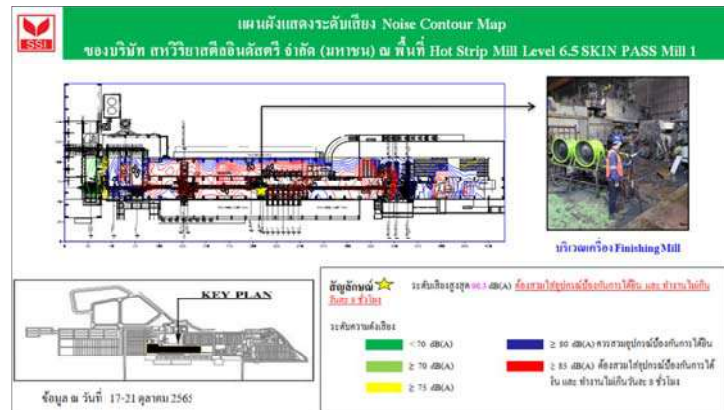 SSI
แผนผังแสดงระดับเสียง Noise Contour Map
ของบริษัท สหวิริยาสตีลอินดัสตรี จำกัด (มหาชน) ณ พื้นที่ Hot Strip Mill Level 6.5 SKIN PASS Mill 1
บริเวณเครื่อง Finishing Mill
KEY PLAN
ข้อมูล ณ วันที่ 17-21 ตุลาคม 2565
สัญลักษณ์ ระดับเสียงสูงสุด dB(A) ต้องสวมใส่อุปกรณ์ป้องกันการได้ยิน และ ทำงานไม่เกิน
วันละ 8 ชั่วโมง
ระดับความดังเสียง
<70 dB(A)
≥ 70 dB(A)
≥ 75 dB(A)
≥ 80 dB(A) ควรสวมอุปกรณ์ป้องกันการได้ยิน
≥ 85 dB(A) ต้องสวมใส่อุปกรณ์ป้องกันการได้
ยิน และ ทำงานไม่เกินวันละ 8 ชั่วโมง